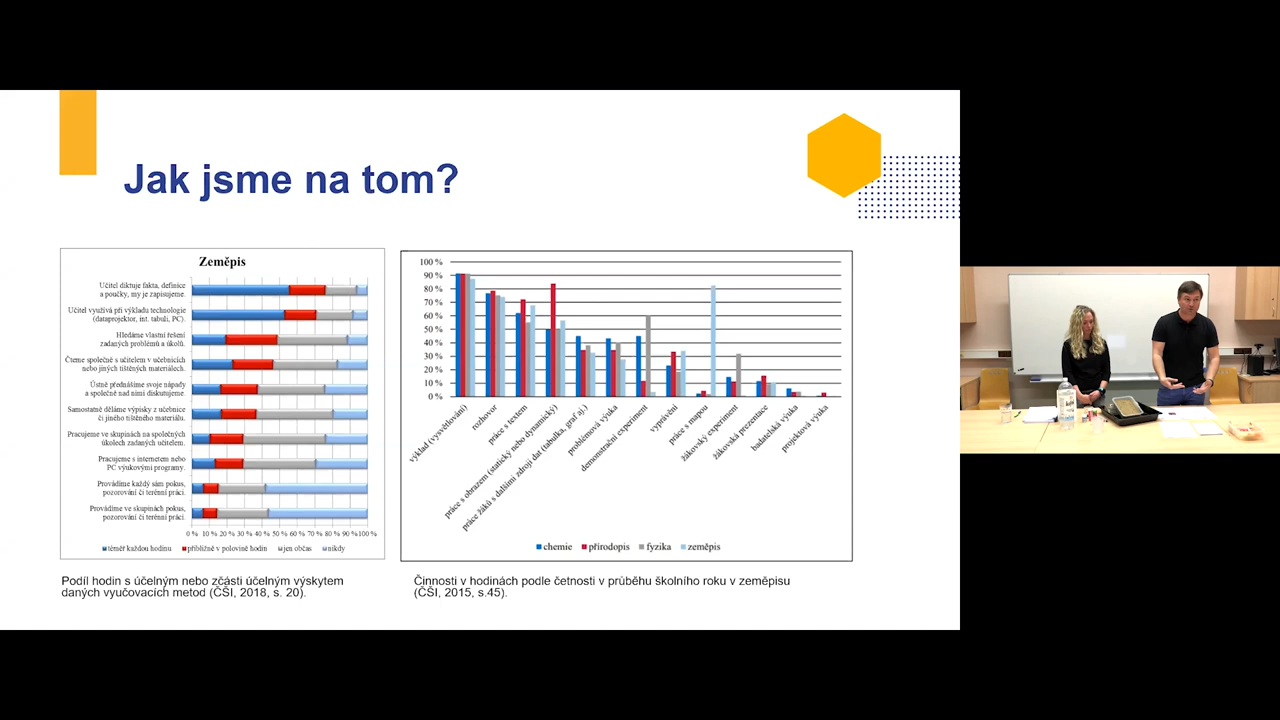 Jak jsme na tom?
Zeměpis
Učitel diktuje fakta, definice
a poučky, my je zapisujeme.
Učitel využívá při výkladu technologie
(dataprojektor, int. tabuli, PC).
Hledáme vlastní řešení
zadaných problémů a úkolů.
Čteme společně s učitelem v učebnicích
nebo jiných tištěných materiálech.
Ústně přednášíme svoje nápady
a společně nad nimi diskutujeme.
Samostatně děláme výpisky z učebnice
či jiného tištěného materiálu.
Pracujeme ve skupinách na společných
úkolech zadaných učitelem.
Pracujeme s internetem nebo
PC výukovými programy.
Provádíme každý sám pokus,
pozorování či terénní práci.
Provádíme ve skupinách pokus,
pozorování či terénní práci.
0 % 10 % 20 % 30 % 40 % 50 % 60 % 70 % 80 % 90 % 100 %
téměř každou hodinu přibližně v polovině hodin jen občas nikdy
Podíl hodin s účelným nebo zčásti účelným výskytem
daných vyučovacích metod (ČŠI, 2018, s. 20).
100 %
90 %
80 %
70 %
60 %
50 %
40 %
30 %
20 %
10 %
0 %
výklad (vysvětlování)
rozhovor
práce s textem
práce s obrazem (statický nebo dynamický)
práce žáků s dalšími zdroji dat (tabulka, graf aj.)
problémová výuka
demonstrační experiment
vyprávění
práce s mapou
žákovský experiment
žákovská prezentace
badatelská výuka
projektová výuka
chemie přírodopis fyzika zeměpis
Činnosti v hodinách podle četnosti v průběhu školního roku v zeměpisu
(ČŠI, 2015, s.45).